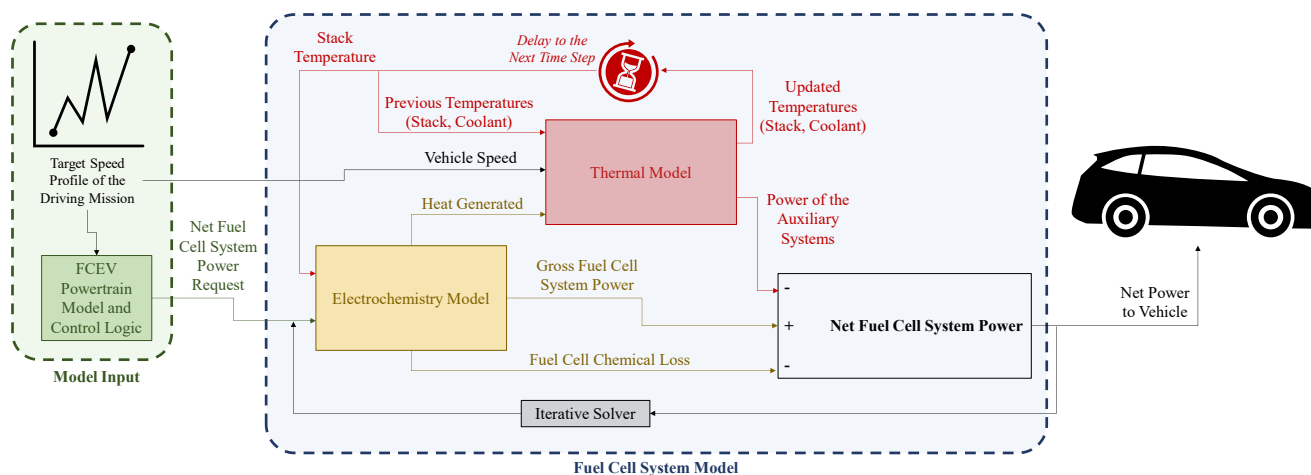 Target Speed
Profile of the
Driving Mission
FCEV
Powertrain
Model and
Control Logic
Model Input
Net Fuel
Cell System
Power
Request
Stack
Temperature
Delay to the
Next Time Step
Previous Temperatures
(Stack, Coolant)
Updated
Temperatures
(Stack, Coolant)
Vehicle Speed
Thermal Model
Heat Generated
Power of the
Auxiliary
Systems
Electrochemistry Model
Gross Fuel Cell
System Power
Fuel Cell Chemical Loss
-
+
-
Net Fuel Cell System Power
Net Power
to Vehicle
Iterative Solver
Fuel Cell System Model